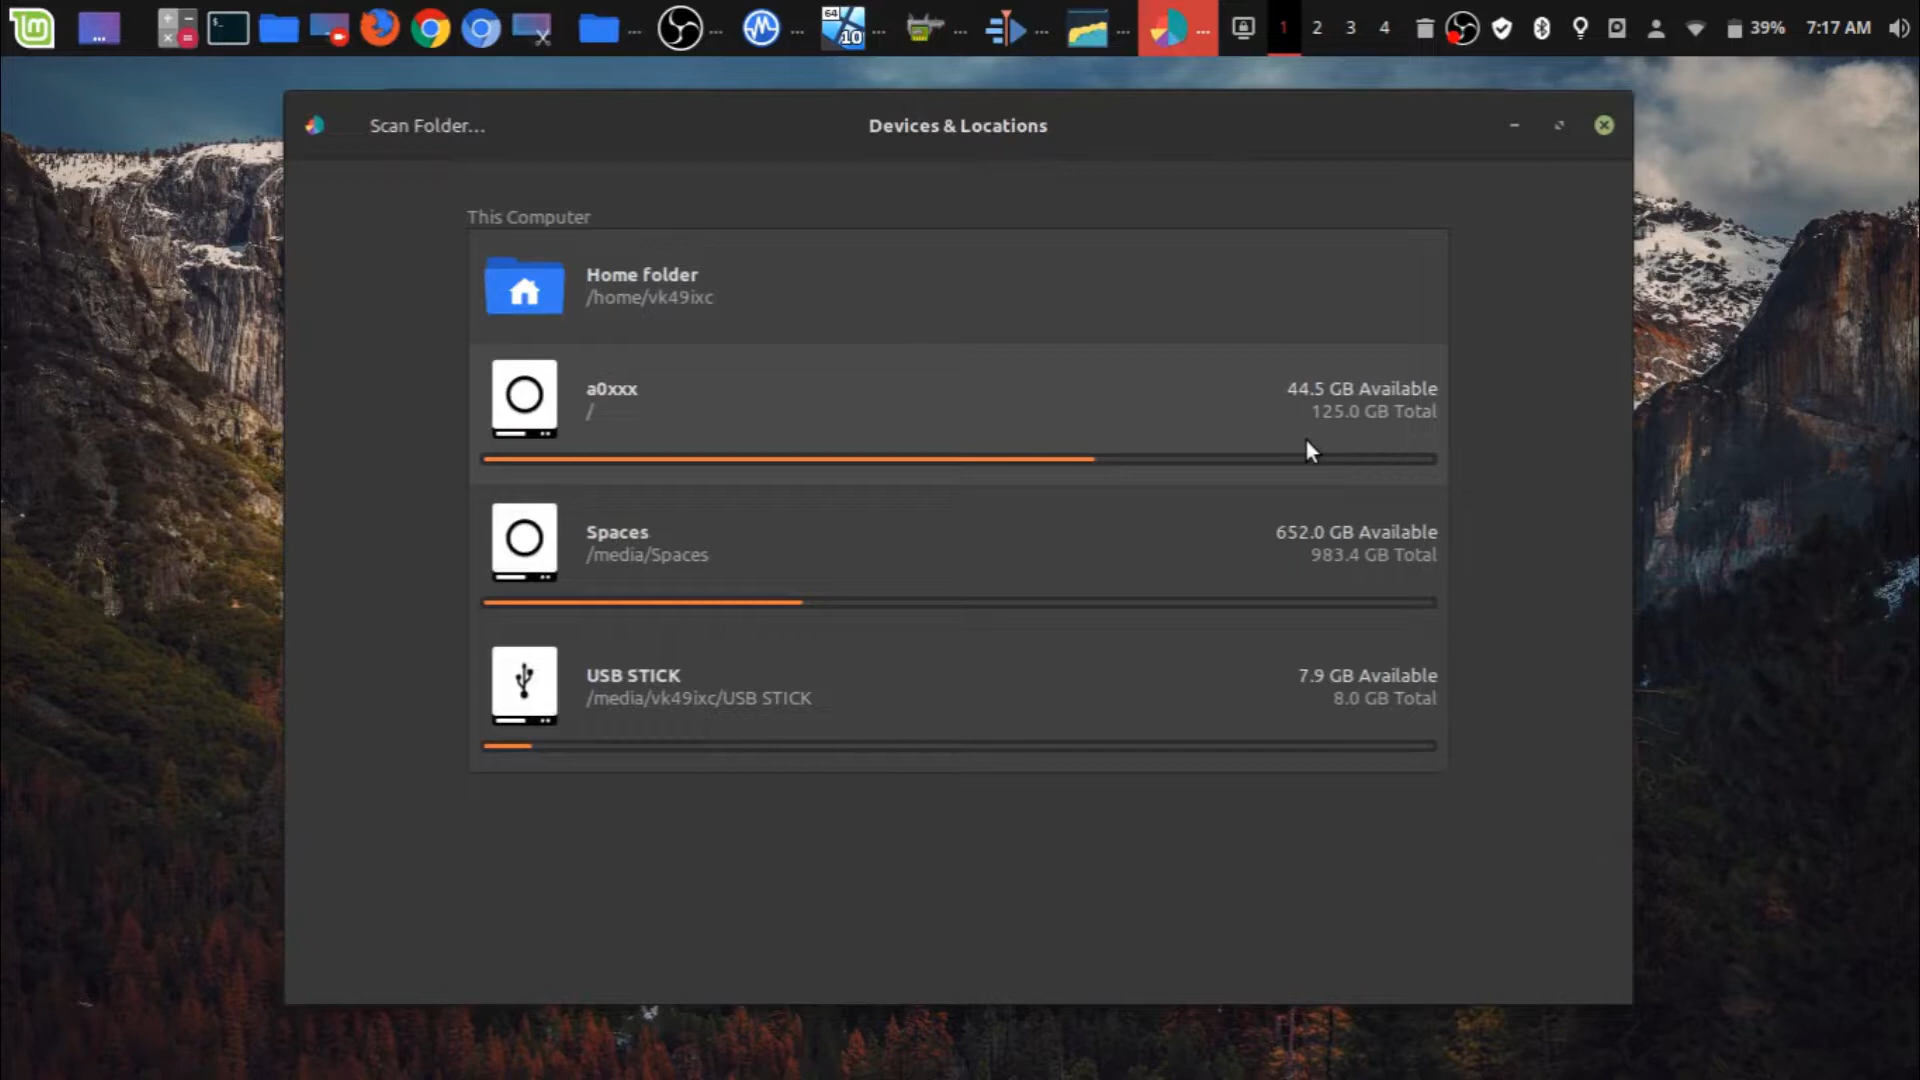 64
10
1 2 3 4
39%
7:17 AM
Scan Folder...
Devices & Locations
This Computer
Home folder
/home/vk49ixc
a0xxx
44.5 GB Available
/
125.0 GB Total
Spaces
652.0 GB Available
/media/Spaces
983.4 GB Total
USB STICK
7.9 GB Available
/media/vk49ixc/USB STICK
8.0 GB Total